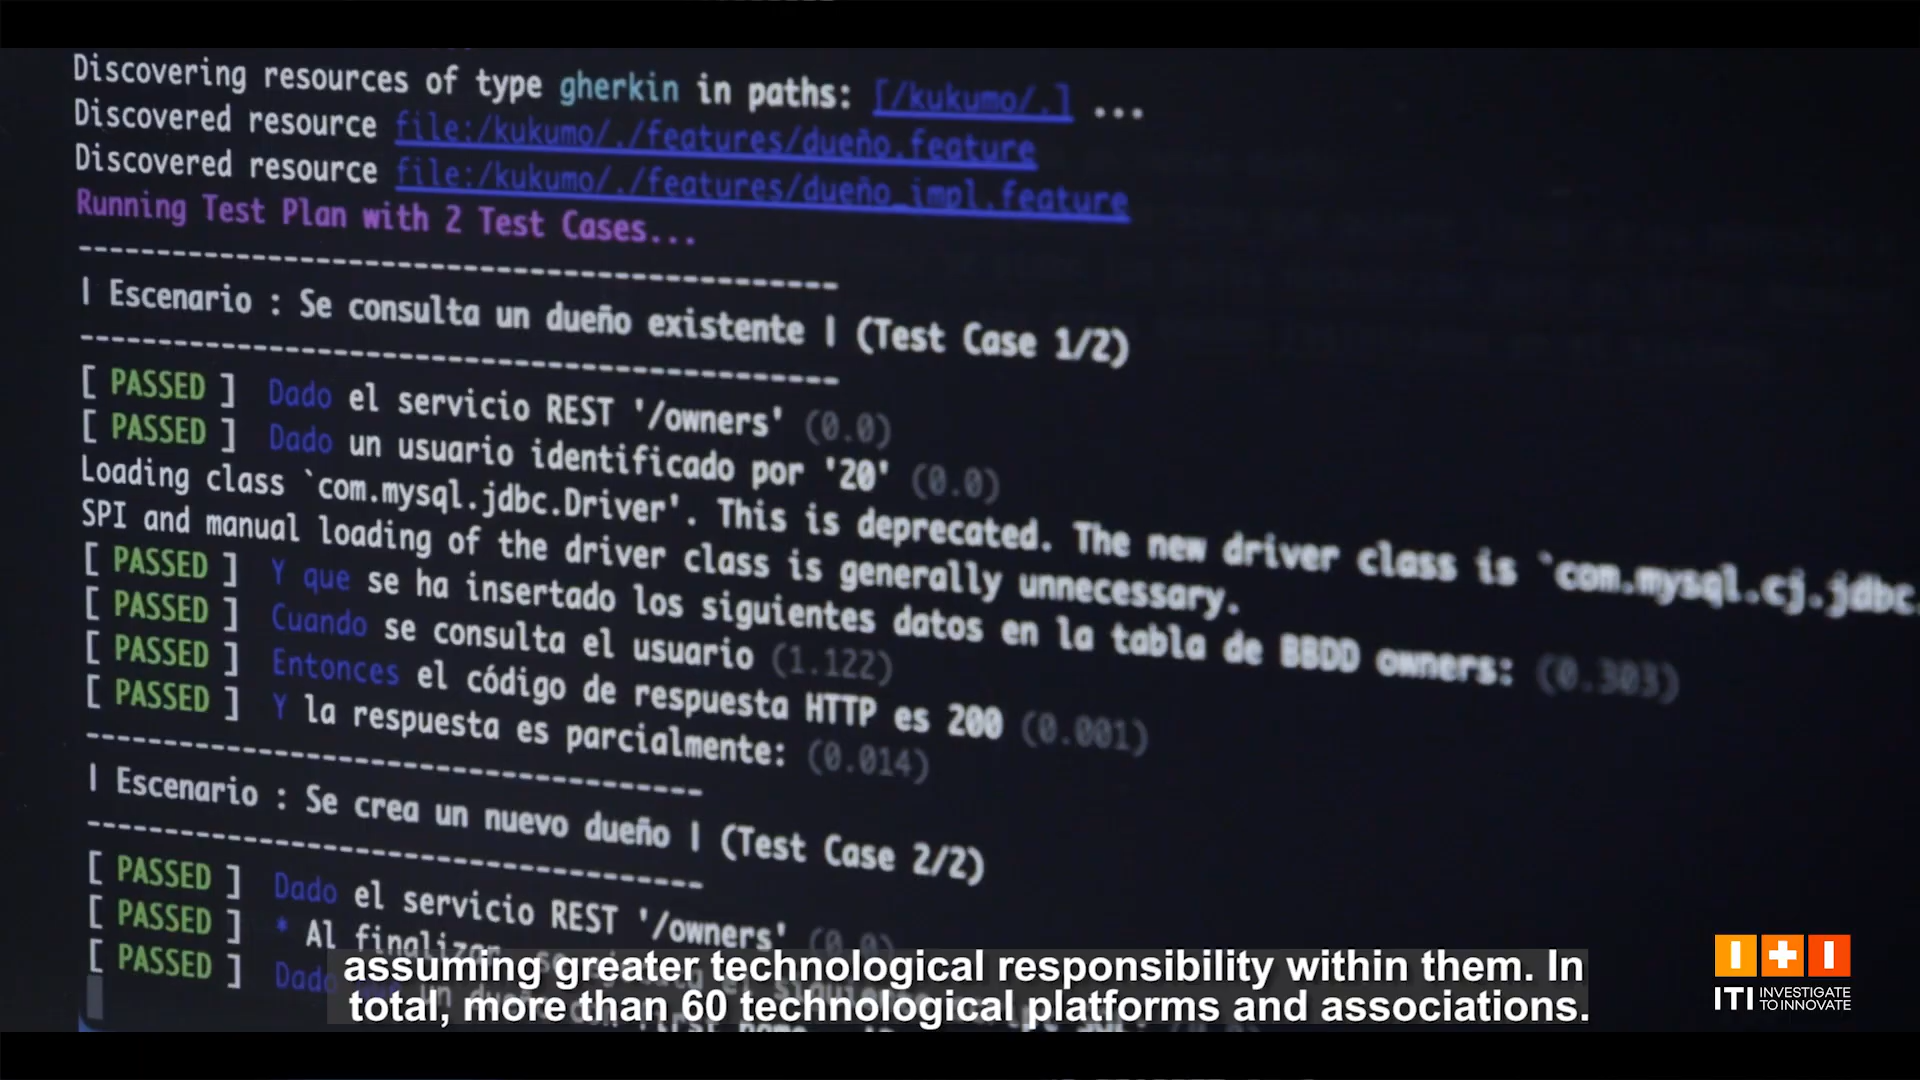 Discovering resources of type gherkin in paths: [/kukumo/.] ...
Discovered resource file:/kukumo/./features/dueño.feature
Discovered resource file:/kukumo/./features/dueño_impl.feature
Running Test Plan with 2 Test Cases...
----------------------------------------
| Escenario : Se consulta un dueño existente | (Test Case 1/2)
----------------------------------------
[ PASSED ] Dado el servicio REST '/owners' (0.0)
[ PASSED ] Dado un usuario identificado por '20' (0.0)
Loading class `com.mysql.jdbc.Driver'. This is deprecated. The new driver class is `com.mysql.cj.jdbc.
SPI and manual loading of the driver class is generally unnecessary.
[ PASSED ] Y que se ha insertado los siguientes datos en la tabla de BBDD owners: (0.303)
[ PASSED ] Cuando se consulta el usuario (1.122)
[ PASSED ] Entonces el código de respuesta HTTP es 200 (0.001)
[ PASSED ] Y la respuesta es parcialmente: (0.014)
----------------------------------------
| Escenario : Se crea un nuevo dueño | (Test Case 2/2)
----------------------------------------
[ PASSED ] Dado el servicio REST '/owners' (0.0)
[ PASSED ] * Al finalizar
[ PASSED ] Dado
assuming greater technological responsibility within them. In
total, more than 60 technological platforms and associations.
I+I
ITI INVESTIGATE
TO INNOVATE